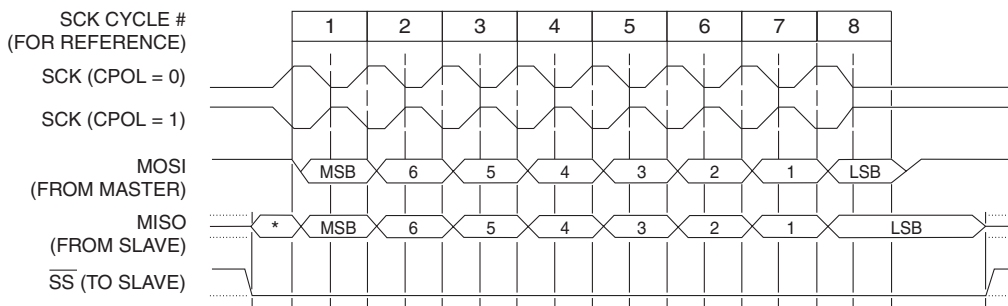 SCK CYCLE #
(FOR REFERENCE)
1 2 3 4 5 6 7 8
SCK (CPOL = 0)
SCK (CPOL = 1)
MOSI
(FROM MASTER)
MSB 6 5 4 3 2 1 LSB
MISO
(FROM SLAVE)
* MSB 6 5 4 3 2 1 LSB
SS (TO SLAVE)